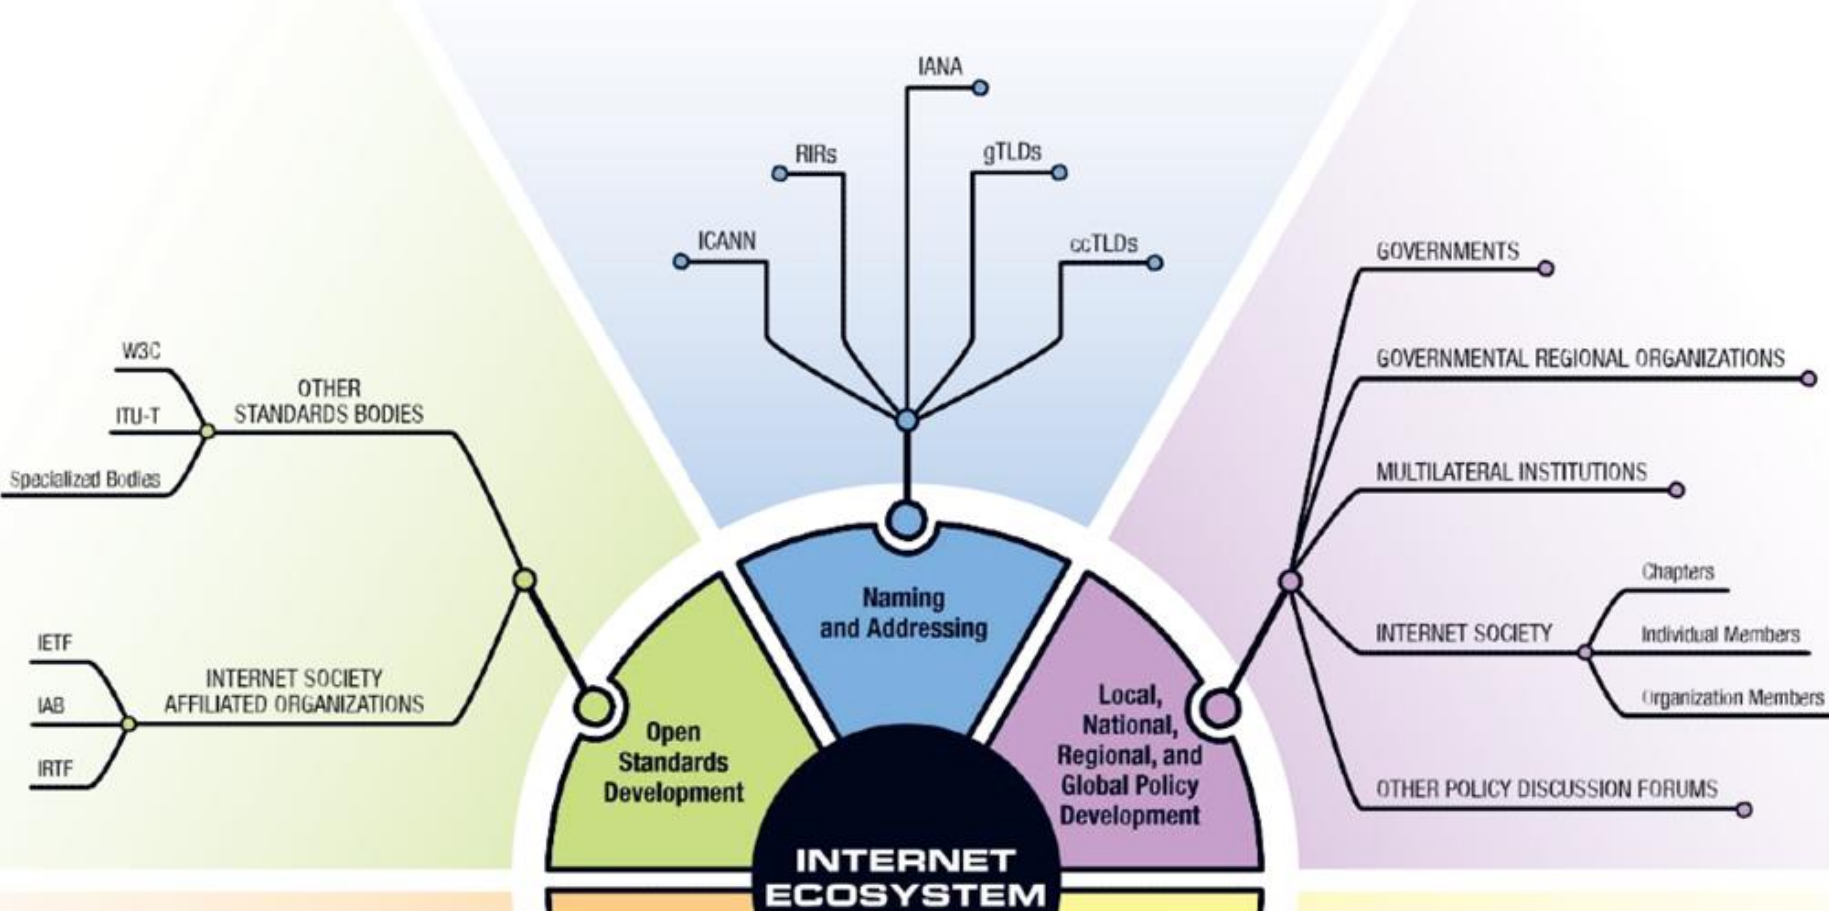 IANA
RIRs
gTLDs
ICANN
ccTLDs
W3C
ITU-T
Specialized Bodies
OTHER
STANDARDS BODIES
IETF
IAB
IRTF
INTERNET SOCIETY
AFFILIATED ORGANIZATIONS
GOVERNMENTS
GOVERNMENTAL REGIONAL ORGANIZATIONS
MULTILATERAL INSTITUTIONS
INTERNET SOCIETY
Chapters
Individual Members
Organization Members
OTHER POLICY DISCUSSION FORUMS
Open
Standards
Development
Naming
and Addressing
Local,
National,
Regional, and
Global Policy
Development
INTERNET
ECOSYSTEM